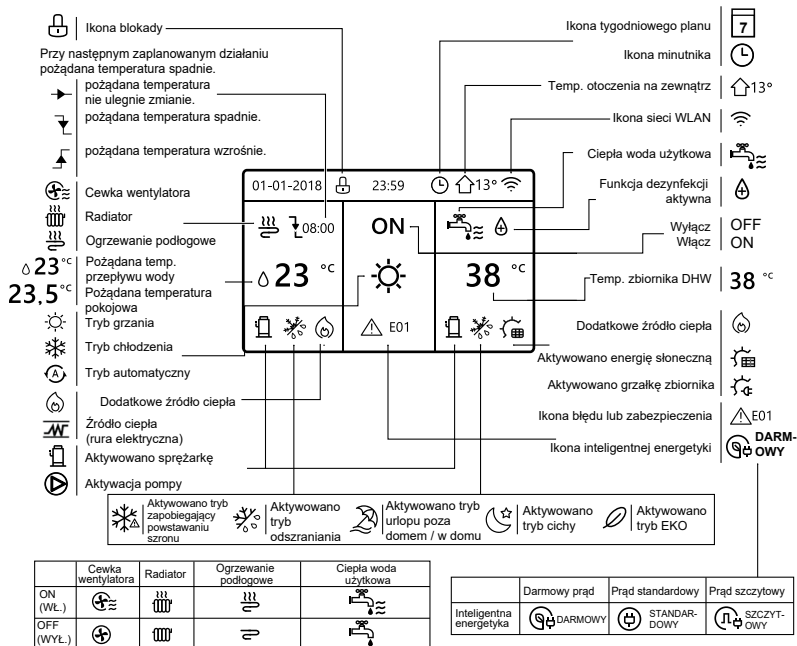 Ikona blokady
Przy następnym zaplanowanym działaniu
pożądana temperatura spadnie.
pożądana temperatura
nie ulegnie zmianie.
pożądana temperatura spadnie.
pożądana temperatura wzrośnie.
Cewka wentylatora
Radiator
Ogrzewanie podłogowe
23 °C
Pożądana temp.
przepływu wody
23,5 °C
Pożądana temperatura
pokojowa
Tryb grzania
Tryb chłodzenia
A
Tryb automatyczny
Dodatkowe źródło ciepła
Źródło ciepła
(rura elektryczna)
Aktywowano sprężarkę
Aktywacja pompy
01-01-2018 23:59 13°
08:00 ON
23 °C 38 °C
E01
Ikona tygodniowego planu
7
Ikona minutnika
Temp. otoczenia na zewnątrz
13°
Ikona sieci WLAN
Ciepła woda użytkowa
Funkcja dezynfekcji
aktywna
Wyłącz OFF
Włącz ON
Temp. zbiornika DHW 38 °C
Dodatkowe źródło ciepła
Aktywowano energię słoneczną
Aktywowano grzałkę zbiornika
Ikona błędu lub zabezpieczenia E01
Ikona inteligentnej energetyki
DARM-
OWY
Aktywowano tryb
zapobiegający
powstawaniu
szronu
Aktywowano
tryb
odszraniania
Aktywowano tryb
urlopu poza
domem / w domu
Aktywowano
tryb cichy
Aktywowano
tryb EKO
Cewka
wentylatora
Radiator
Ogrzewanie
podłogowe
Ciepła woda
użytkowa
ON
(WŁ.)
OFF
(WYŁ.)
Darmowy prąd Prąd standardowy Prąd szczytowy
Inteligentna
energetyka
DARMOWY
STANDAR-
DOWY
SZCZYT-
OWY